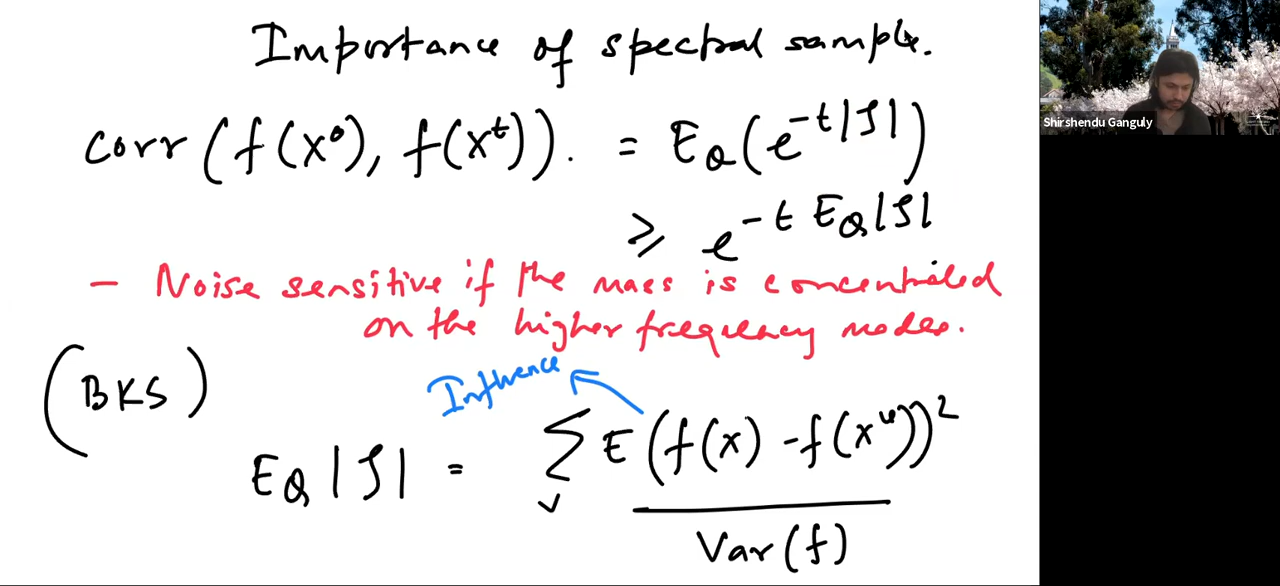 Importance of spectral sample.
Corr(f(X⁰), f(Xᵗ)). = E_Q(e^{-t|S|})
≥ e^{-t E_Q|S|}
Shirshendu Ganguly
- Noise sensitive if the mass is concentrated
on the higher frequency modes.
(BKS)
Influence
E_Q|S| = Σ_v E(f(X) - f(X^v))²
Var(f)